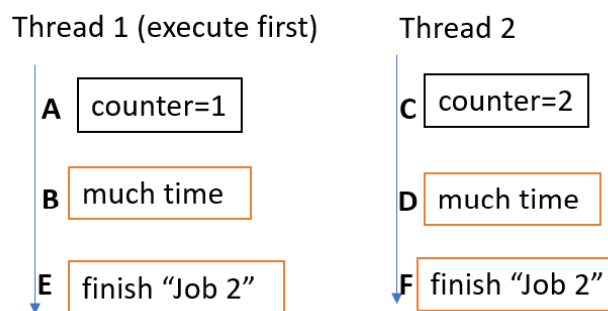 Thread 1 (execute first)
A counter=1
B much time
E finish “Job 2”
Thread 2
C counter=2
D much time
F finish “Job 2”